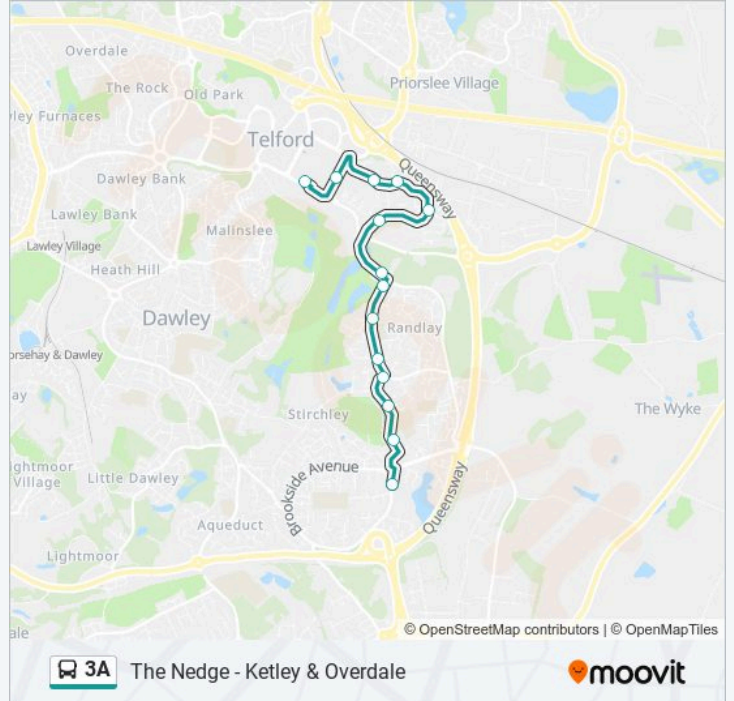 Overdale
The Rock
Old Park
Priorslee Village
ley Furnaces
Telford
Queensway
Dawley Bank
Lawley Bank
Malinslee
Lawley Village
Heath Hill
Dawley
Randlay
orsehay & Dawley
ay
Stirchley
The Wyke
ightmoor
Village
Little Dawley
Brookside Avenue
Queensway
Aqueduct
Lightmoor
ale
© OpenStreetMap contributors | © OpenMapTiles
3A
The Nedge - Ketley & Overdale
moovit